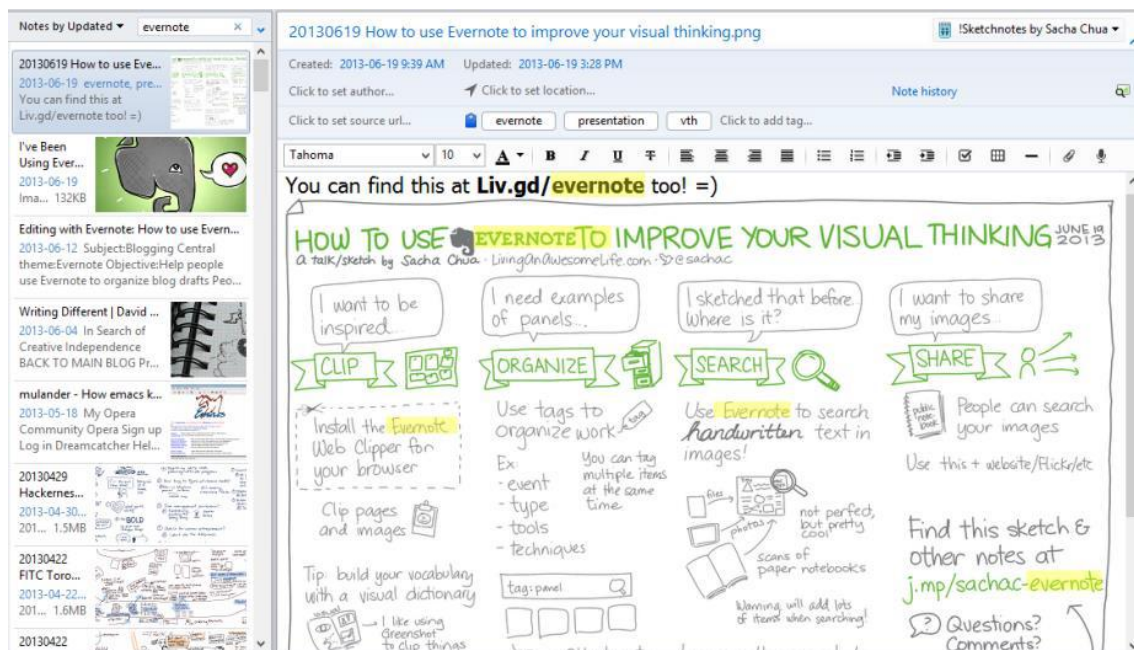 Notes by Updated
evernote
20130619 How to use Eve...
2013-06-19 evernote, pre...
You can find this at
Liv.gd/evernote too! =)
I've Been
Using Ever...
2013-06-19
Ima... 132KB
Editing with Evernote: How to use Evern...
2013-06-12 Subject:Blogging Central
theme:Evernote Objective:Help people
use Evernote to organize blog drafts Peo...
Writing Different | David ...
2013-06-04 In Search of
Creative Independence
BACK TO MAIN BLOG Pr...
mulander - How emacs k...
2013-05-18 My Opera
Community Opera Sign up
Log in Dreamcatcher Hel...
20130429
Hackernes...
2013-04-30...
201... 1.5MB
20130422
FITC Toro...
2013-04-22...
201... 1.6MB
20130422
20130619 How to use Evernote to improve your visual thinking.png
!Sketchnotes by Sacha Chua
Created: 2013-06-19 9:39 AM Updated: 2013-06-19 3:28 PM
Click to set author... Click to set location... Note history
Click to set source url... evernote presentation vth Click to add tag...
Tahoma 10 A B I U T
You can find this at Liv.gd/evernote too! =)
HOW TO USE EVERNOTE TO IMPROVE YOUR VISUAL THINKING JUNE 19 2013
a talk/sketch by Sacha Chua · LivingAnAwesomeLife.com · @sachac
I want to be
inspired...
CLIP
Install the Evernote
Web Clipper for
your browser
Clip pages
and images
Tip: build your vocabulary
with a visual dictionary
I like using
Greenshot
to clip things
I need examples
of panels...
ORGANIZE
Use tags to
organize work
tag
Ex:
- event
- type
- tools
- techniques
You can tag
multiple items
at the same
time
tag:panel
I sketched that before.
Where is it?
SEARCH
Use Evernote to search
handwritten text in
images!
files
photos
not perfect,
but pretty
cool
scans of
paper notebooks
Warning, will add lots
of items when searching!
I want to share
my images...
SHARE
public
note
book
People can search
your images
Use this + website/Flickr/etc
Find this sketch &
other notes at
j.mp/sachac-evernote
Questions?
Comments?